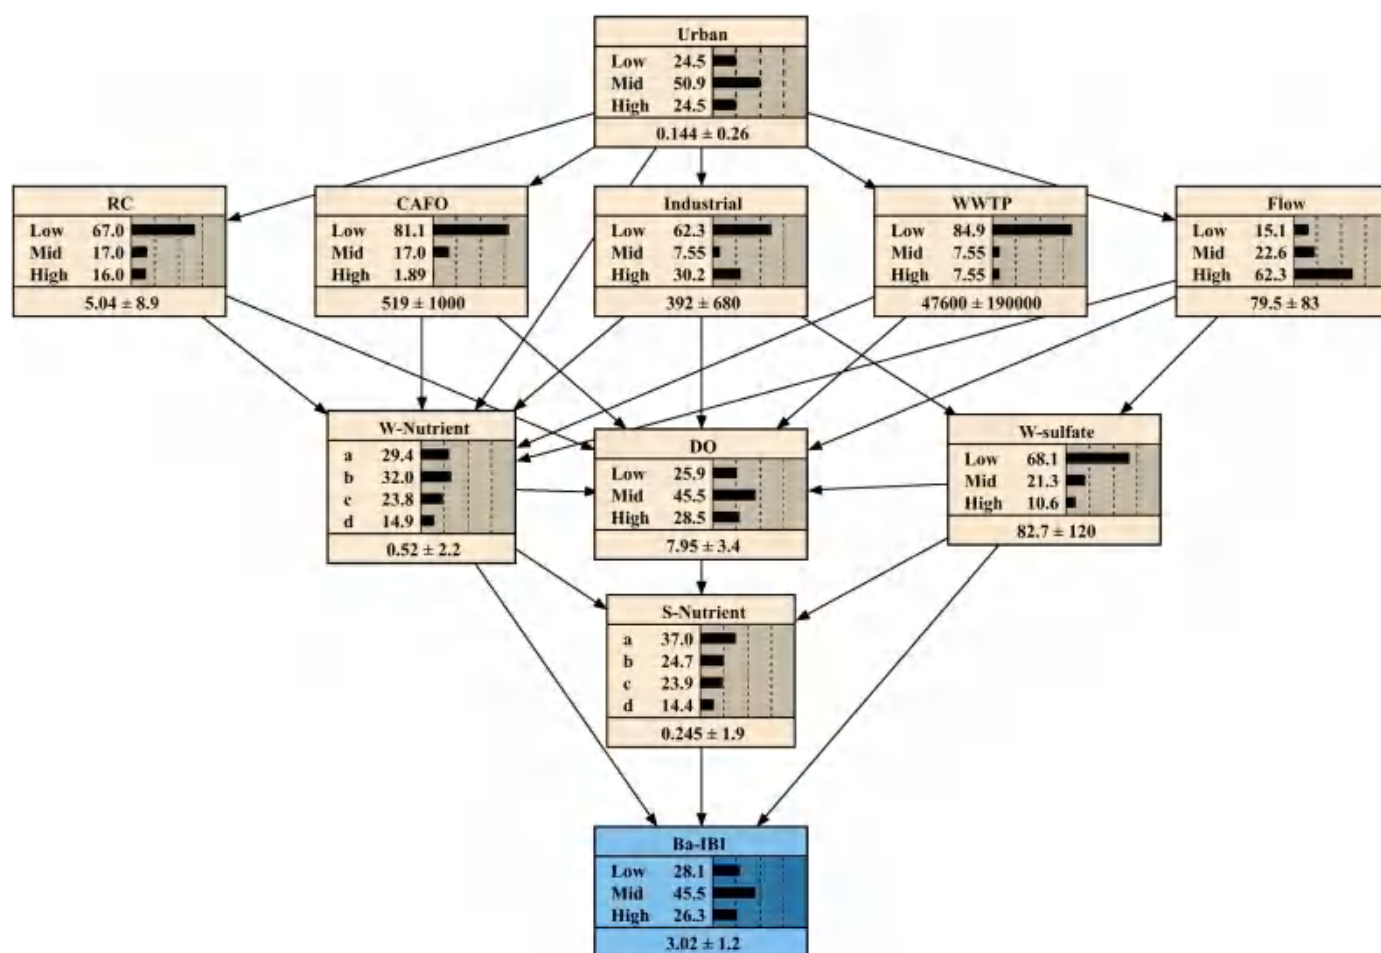 Urban
Low 24.5
Mid 50.9
High 24.5
0.144 ± 0.26
RC
Low 67.0
Mid 17.0
High 16.0
5.04 ± 8.9
CAFO
Low 81.1
Mid 17.0
High 1.89
519 ± 1000
Industrial
Low 62.3
Mid 7.55
High 30.2
392 ± 680
WWTP
Low 84.9
Mid 7.55
High 7.55
47600 ± 190000
Flow
Low 15.1
Mid 22.6
High 62.3
79.5 ± 83
W-Nutrient
a 29.4
b 32.0
c 23.8
d 14.9
0.52 ± 2.2
DO
Low 25.9
Mid 45.5
High 28.5
7.95 ± 3.4
W-sulfate
Low 68.1
Mid 21.3
High 10.6
82.7 ± 120
S-Nutrient
a 37.0
b 24.7
c 23.9
d 14.4
0.245 ± 1.9
Ba-IBI
Low 28.1
Mid 45.5
High 26.3
3.02 ± 1.2